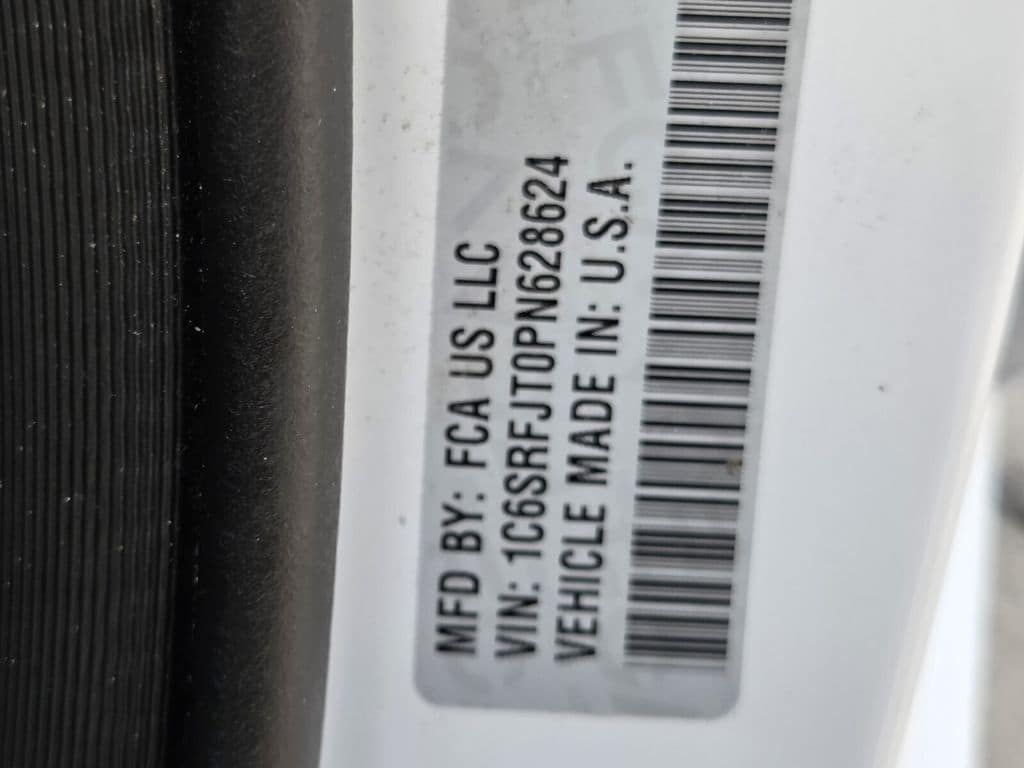 MFD BY: FCA US LLC
VIN: 1C6SRFJT0PN628624
VEHICLE MADE IN: U.S.A.